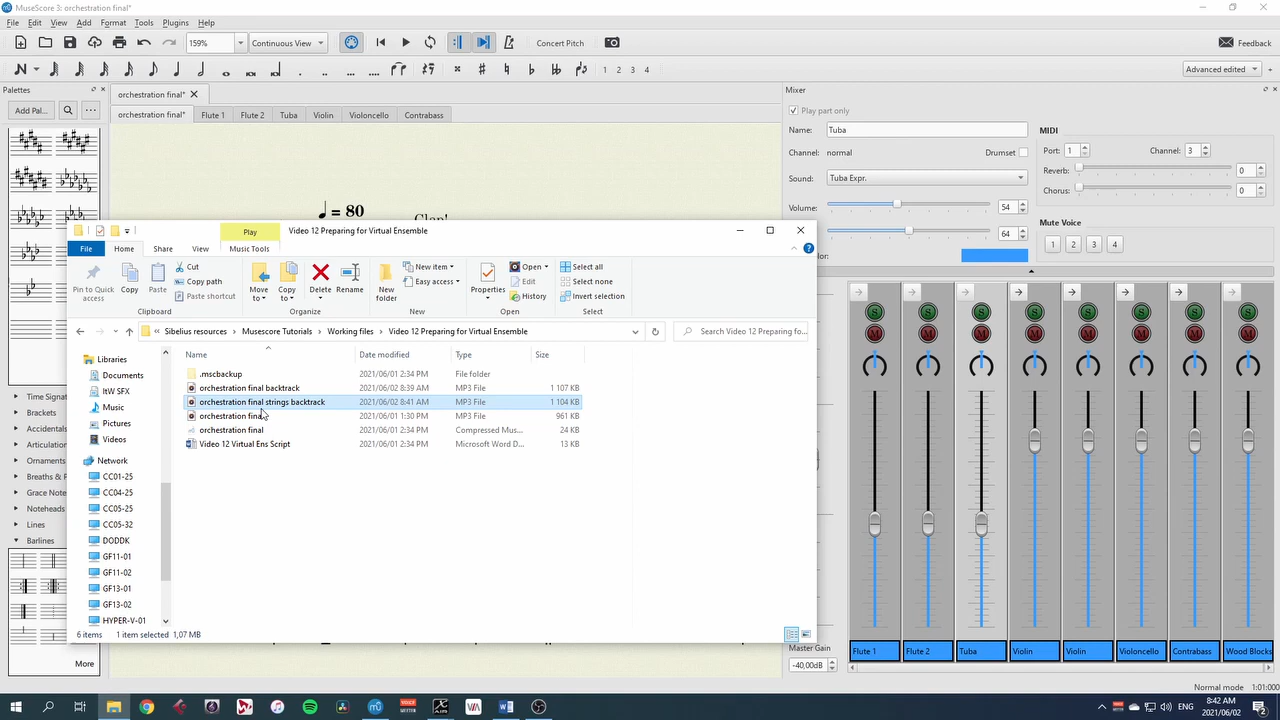 MuseScore 3: orchestration final*
File Edit View Add Format Tools Plugins Help
159% Continuous View Concert Pitch Feedback
1 2 3 4 Advanced edited
Palettes
orchestration final*
Mixer
Add Pal... ...
orchestration final* Flute 1 Flute 2 Tuba Violin Violoncello Contrabass
Play part only
Name: Tuba
Channel: normal Drumset
Sound: Tuba Expr.
Volume: 54
64
MIDI
Port: 1 Channel: 3
Reverb: 0
Chorus: 0
Mute Voice
1 2 3 4
= 80 Clap!
Play Video 12 Preparing for Virtual Ensemble
File Home Share View Music Tools
Pin to Quick access
Copy
Paste
Cut
Copy path
Paste shortcut
Clipboard
Move to
Copy to
Delete
Rename
Organize
New folder
New item
Easy access
New
Properties
Open
Edit
History
Open
Select all
Select none
Invert selection
Select
Sibelius resources Musescore Tutorials Working files Video 12 Preparing for Virtual Ensemble
Search Video 12 Preparing fo...
Name Date modified Type Size
.mscbackup 2021/06/01 2:34 PM File folder
orchestration final backtrack 2021/06/02 8:39 AM MP3 File 1 107 KB
orchestration final strings backtrack 2021/06/02 8:41 AM MP3 File 1 104 KB
orchestration final 2021/06/01 1:30 PM MP3 File 961 KB
orchestration final 2021/06/01 2:34 PM Compressed Mus... 24 KB
Video 12 Virtual Ens Script 2021/06/01 2:34 PM Microsoft Word D... 13 KB
Libraries
Documents
ItW SFX
Music
Pictures
Videos
Network
CC01-25
CC04-25
CC05-25
CC05-32
DODDK
GF11-01
GF11-02
GF13-01
GF13-02
HYPER-V-01
6 items 1 item selected 1,07 MB
Time Signat
Brackets
Accidentals
Articulation
Ornaments
Breaths & P
Grace Note
Noteheads
Lines
Barlines
More
S S S S S S S S
M M M M M M M M
Master Gain
-40,00dB
Flute 1 Flute 2 Tuba Violin Violin Violoncello Contrabass Wood Blocks
Normal mode 1:01:000
8:42 AM
2021/06/02
2